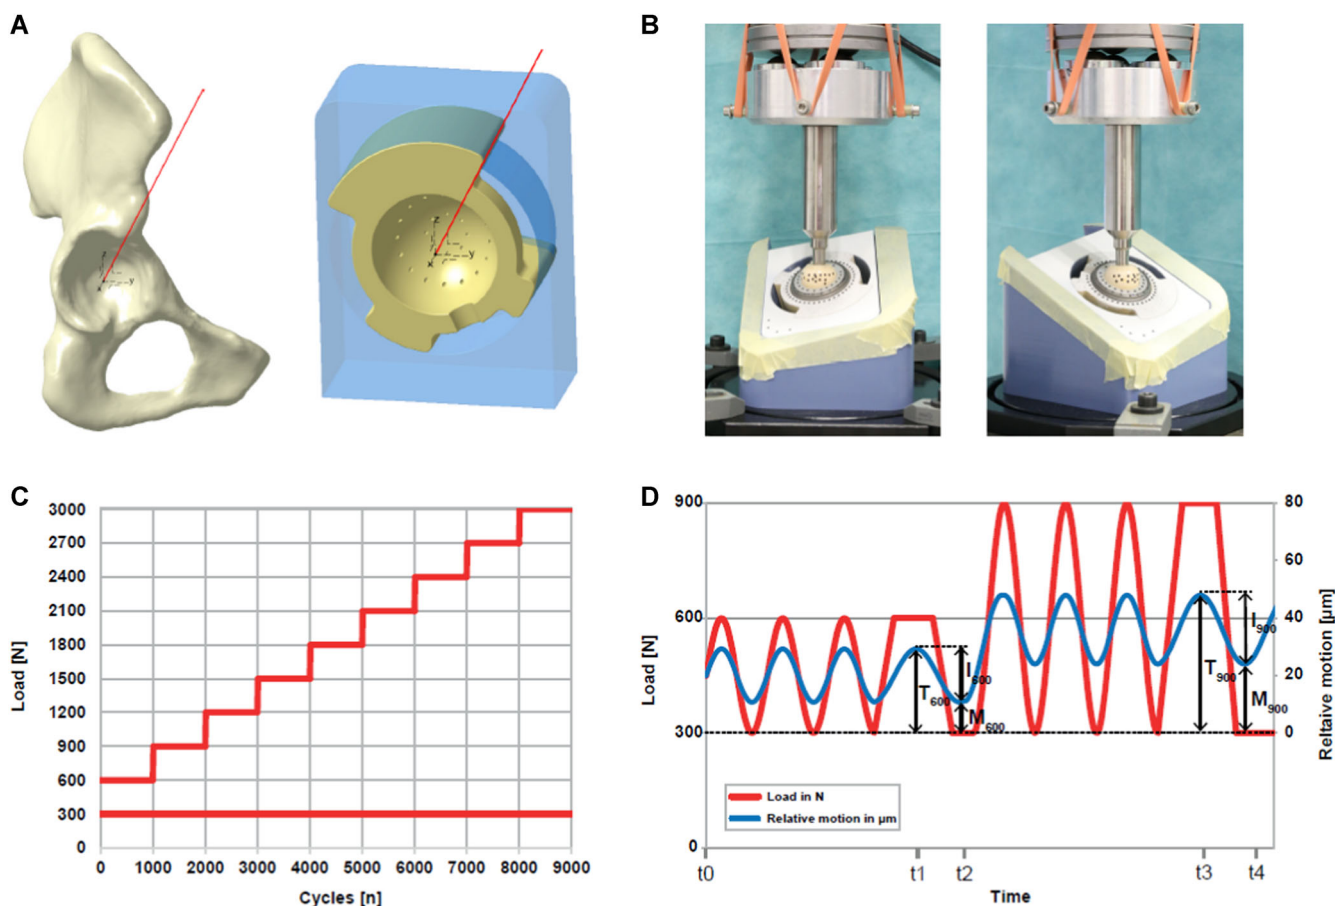 A
B
z
y
x
z
y
x
C
3000
2700
2400
2100
1800
1500
1200
900
600
300
0
Load [N]
0 1000 2000 3000 4000 5000 6000 7000 8000 9000
Cycles [n]
D
900
600
300
0
Load [N]
80
60
40
20
0
Reltaive motion [µm]
T600
I600
M600
T900
I900
M900
Load in N
Relative motion in µm
t0 t1 t2 t3 t4
Time